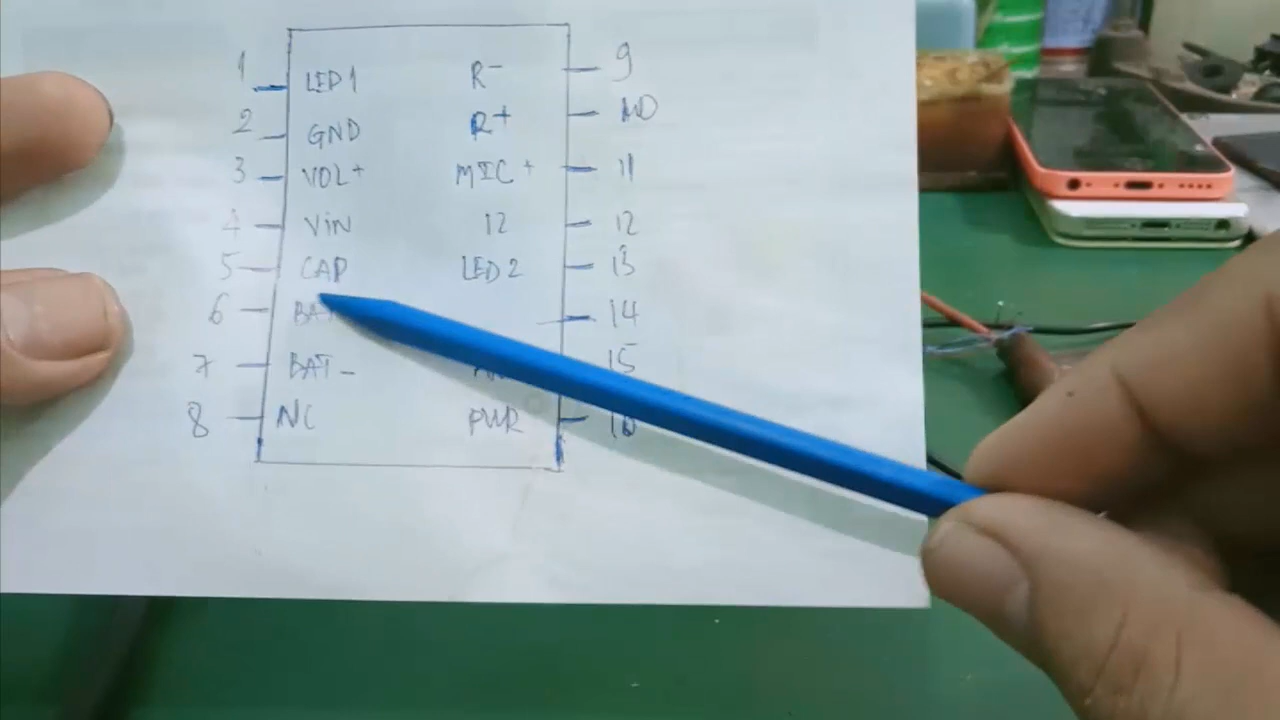 1 LED1 R- 9
2 GND R+ 10
3 VOL+ MIC+ 11
4 VIN 12 12
5 CAP LED2 13
6 14
7 BAT- 15
8 NC PWR 16